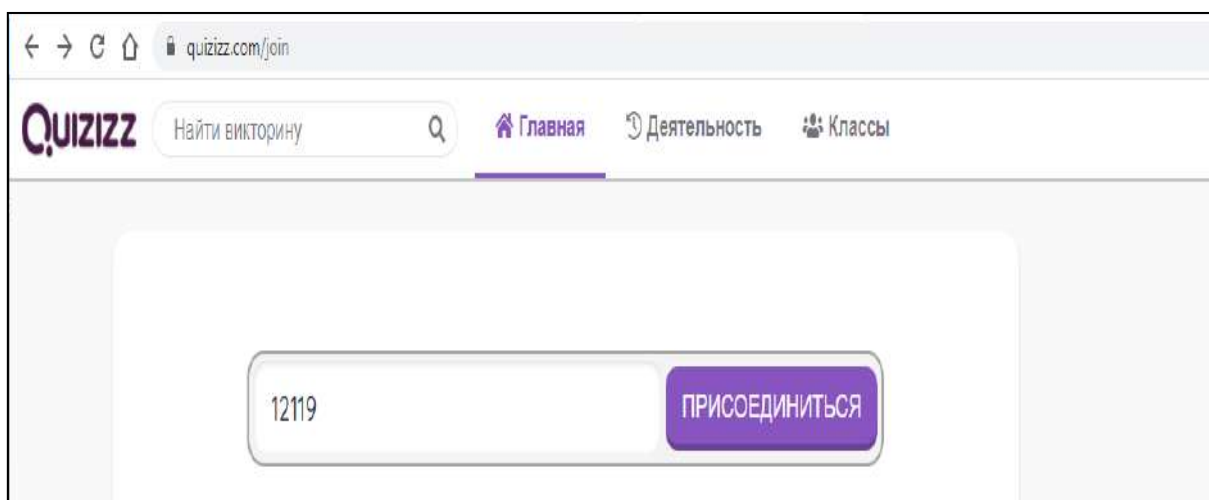 quizizz.com/join
QUIZIZZ Найти викторину Главная Деятельность Классы
12119 ПРИСОЕДИНИТЬСЯ